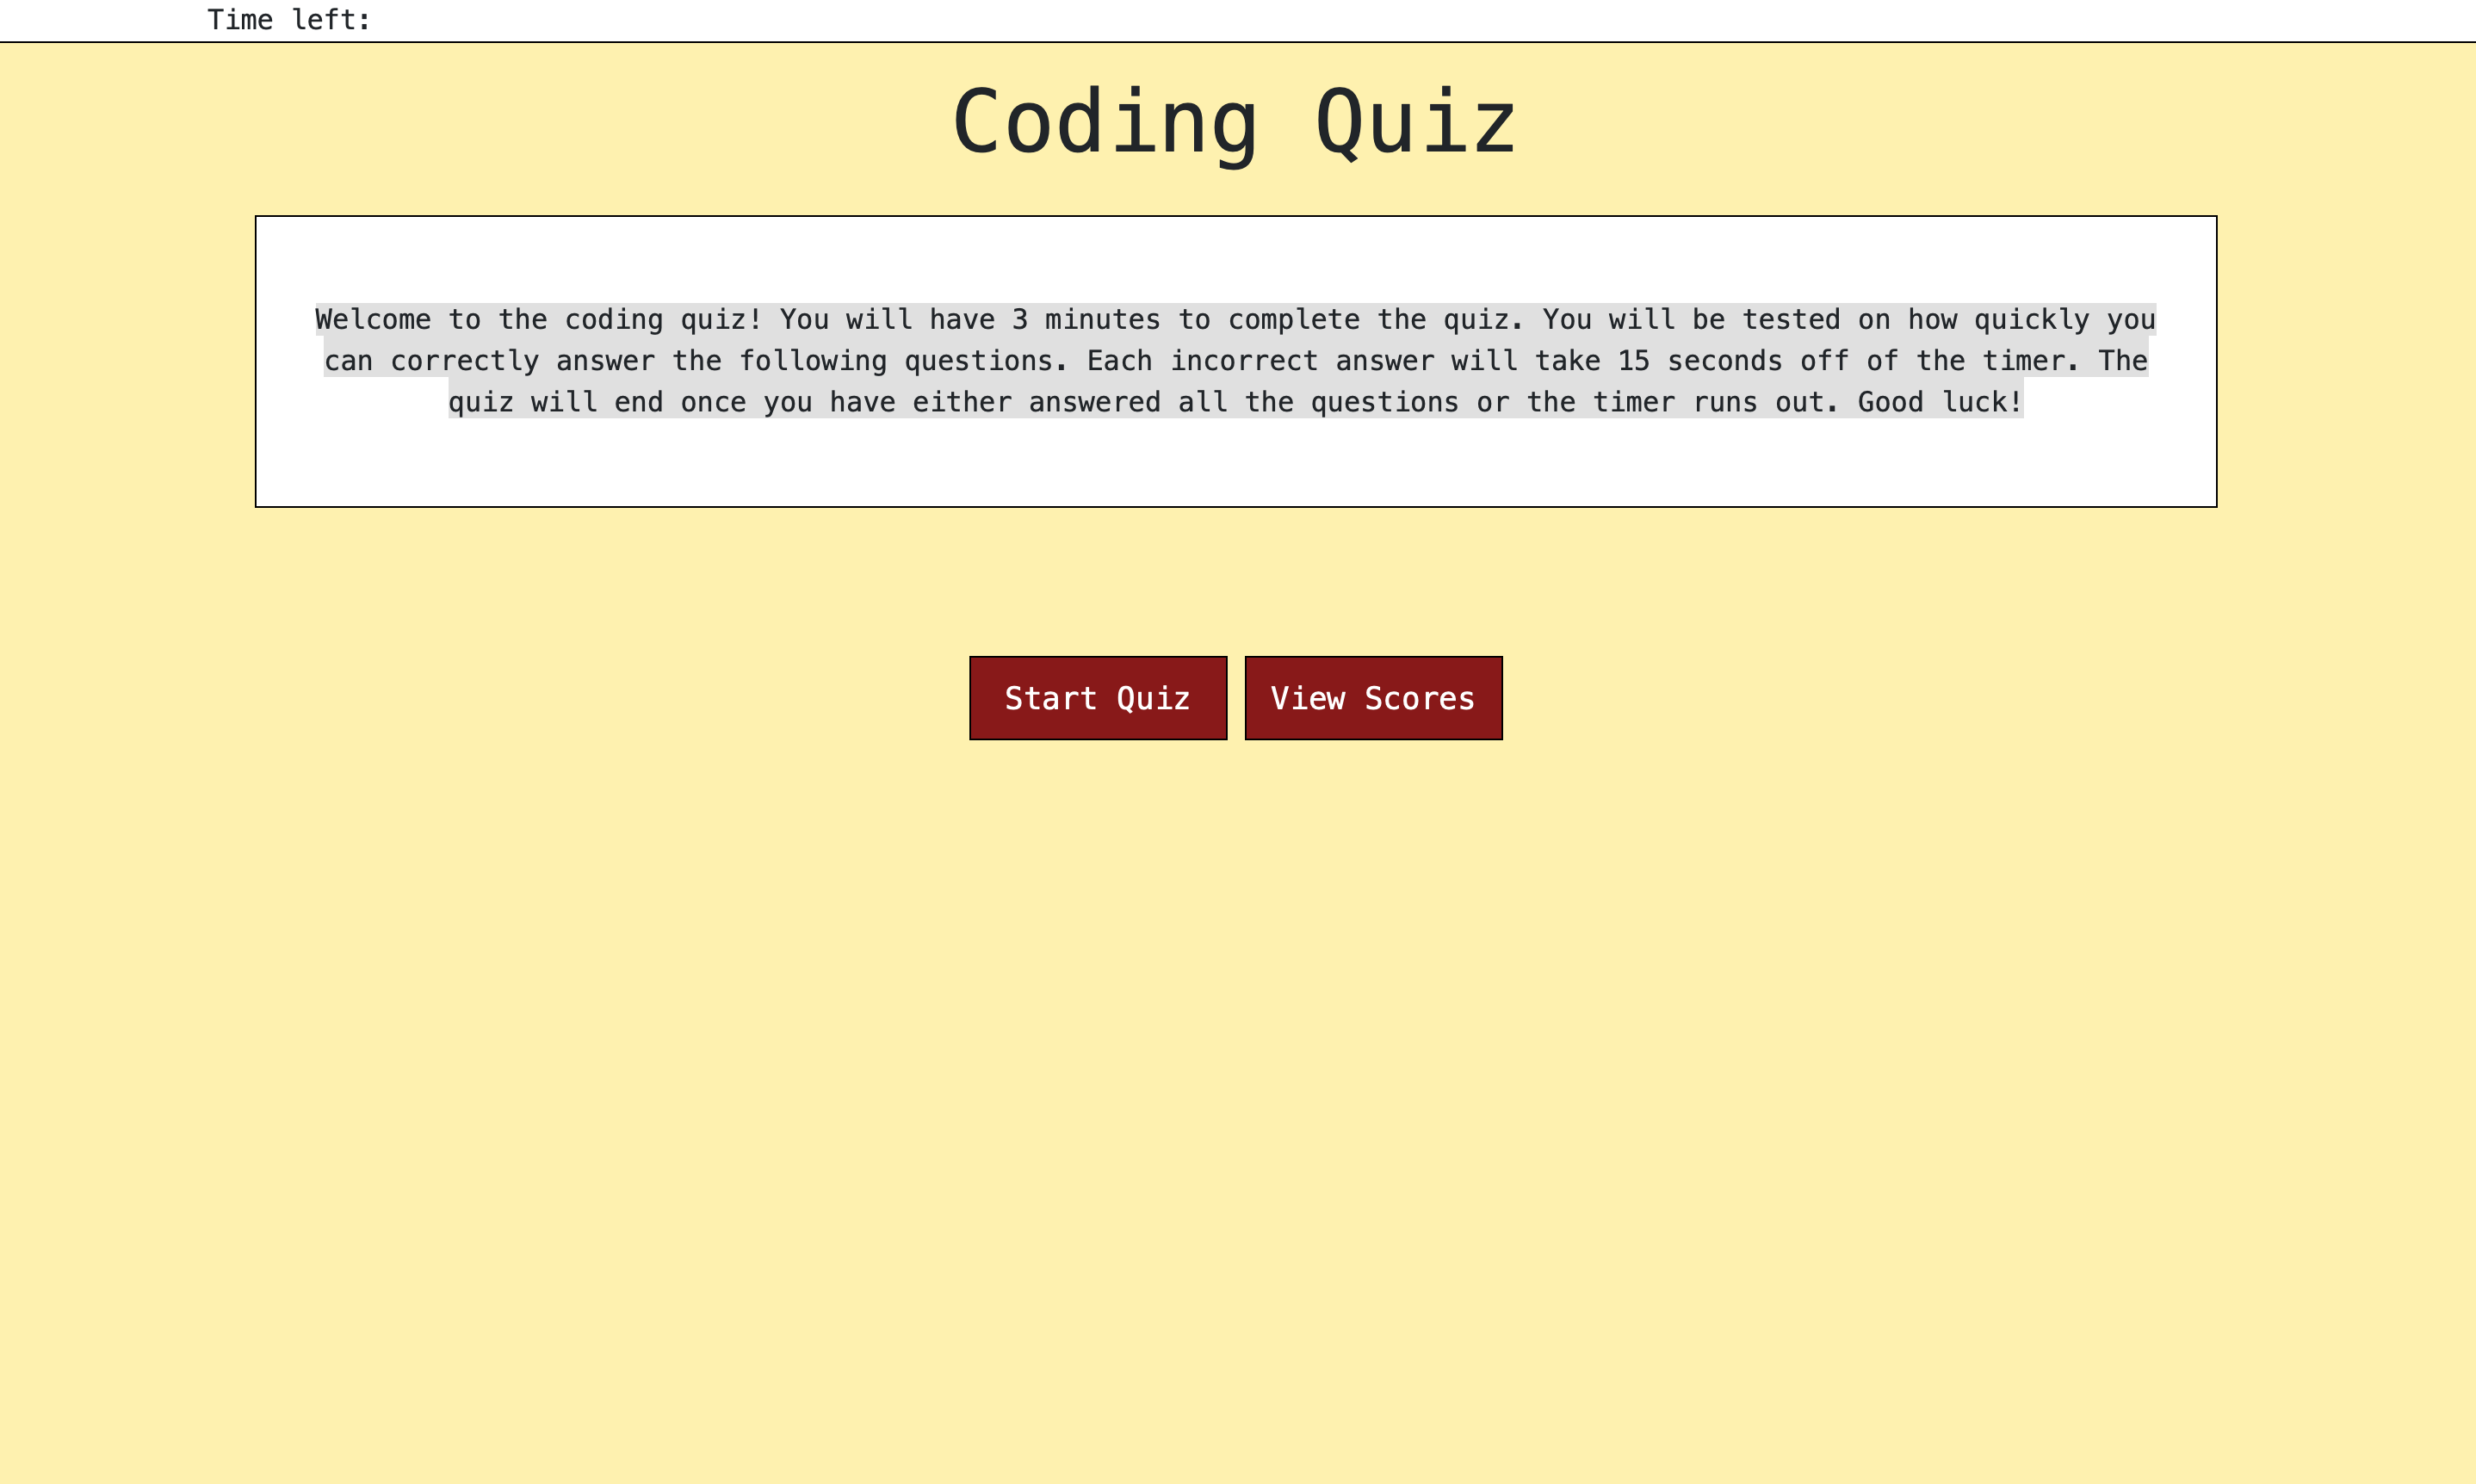 Time left:
Coding Quiz
Welcome to the coding quiz! You will have 3 minutes to complete the quiz. You will be tested on how quickly you
can correctly answer the following questions. Each incorrect answer will take 15 seconds off of the timer. The
quiz will end once you have either answered all the questions or the timer runs out. Good luck!
Start Quiz
View Scores